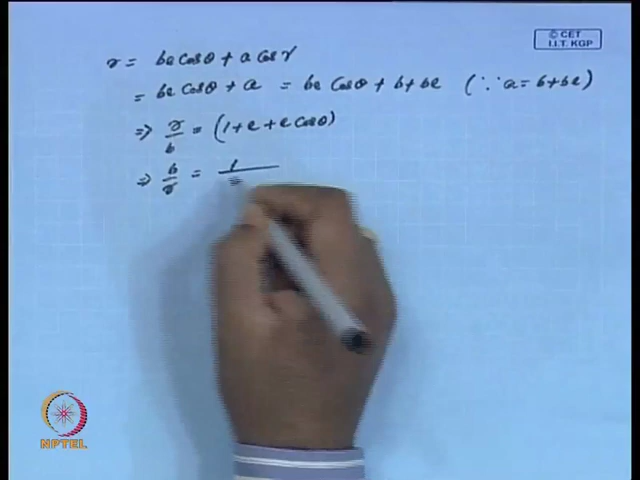 © CET
I.I.T. KGP
r = be cosθ + a cos γ
= be cosθ + a = be cosθ + b + be (∵ a = b + be)
⇒ r/b = (1 + e + e cosθ)
⇒ b/r = 1
NPTEL